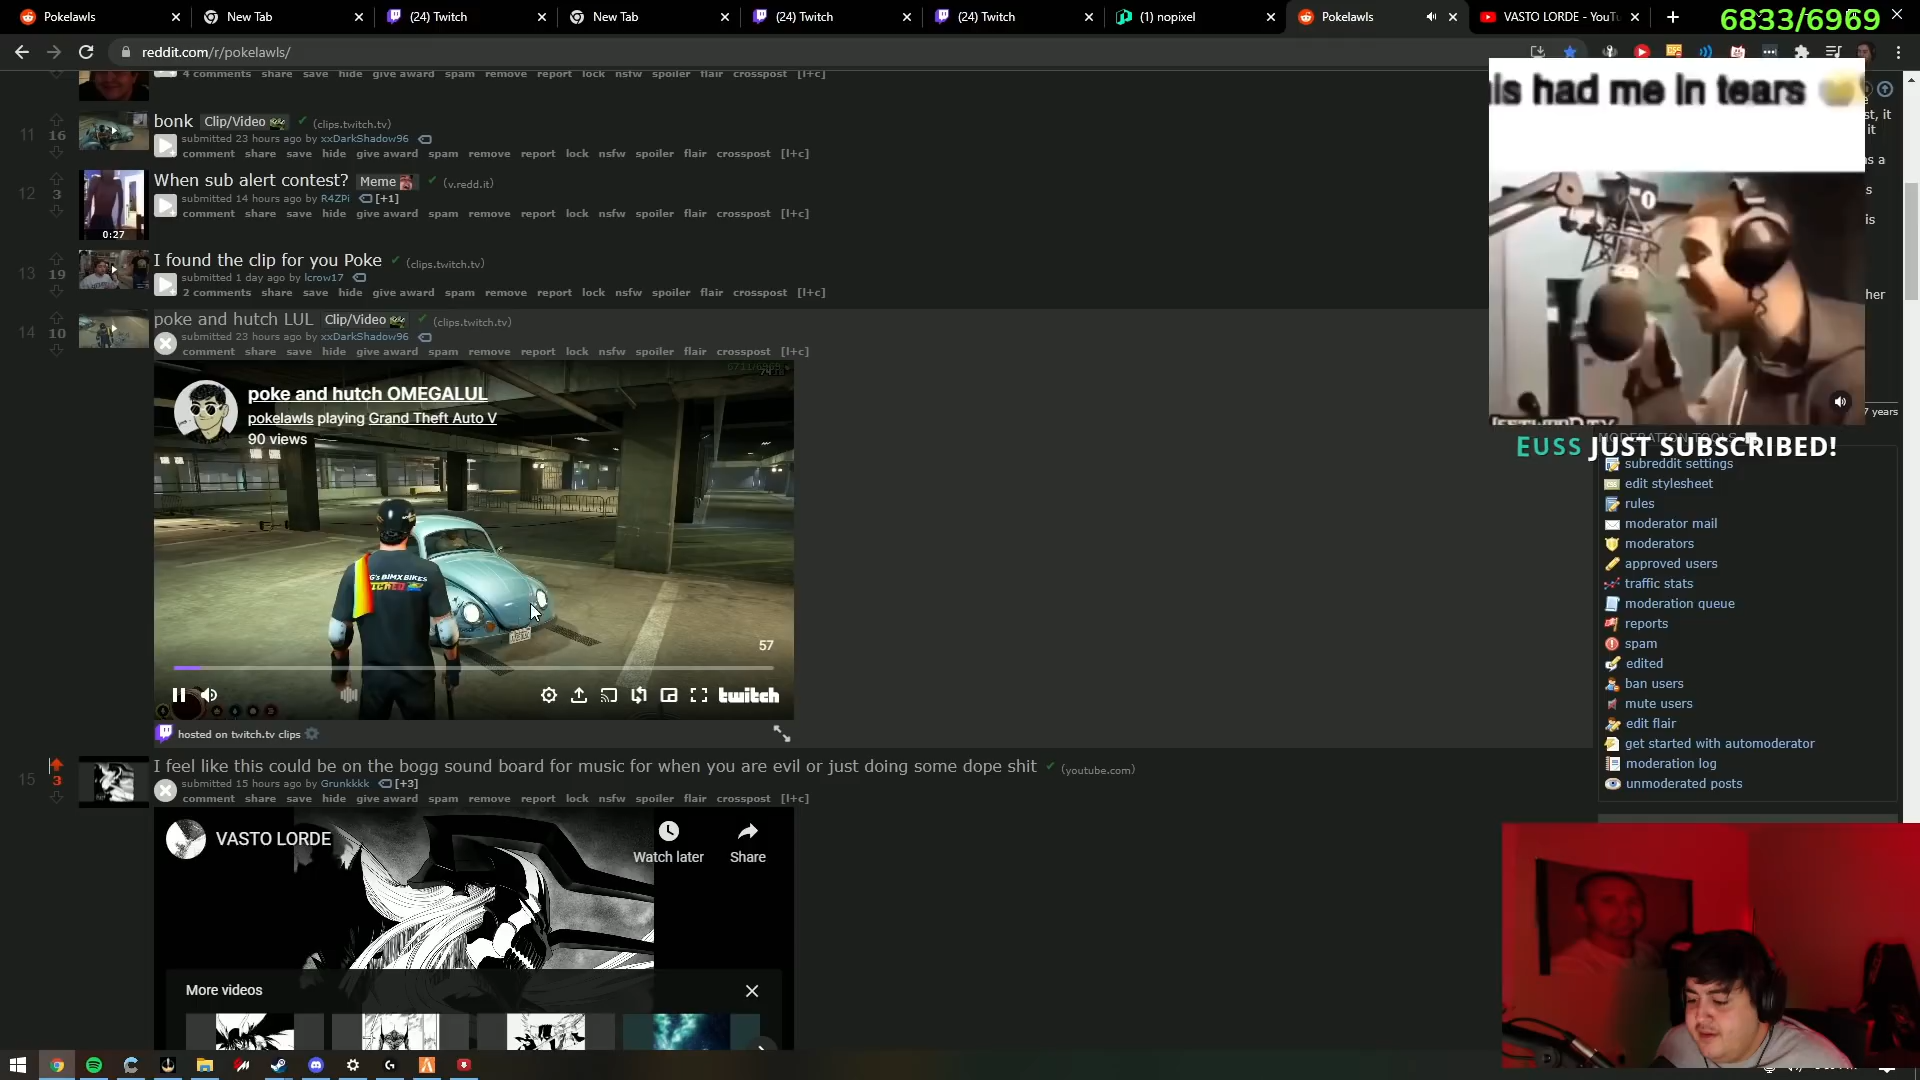 Pokelawls
New Tab
(24) Twitch
New Tab
(24) Twitch
(24) Twitch
(1) nopixel
Pokelawls
VASTO LORDE - YouTu
6833/6969
reddit.com/r/pokelawls/
4 comments share save hide give award spam remove report lock nsfw spoiler flair crosspost [l+c]
11
16
bonk Clip/Video (clips.twitch.tv)
submitted 23 hours ago by xxDarkShadow96
comment share save hide give award spam remove report lock nsfw spoiler flair crosspost [l+c]
12
3
0:27
When sub alert contest? Meme (v.redd.it)
submitted 14 hours ago by R4ZPi [+1]
comment share save hide give award spam remove report lock nsfw spoiler flair crosspost [l+c]
13
19
I found the clip for you Poke (clips.twitch.tv)
submitted 1 day ago by lcrow17
2 comments share save hide give award spam remove report lock nsfw spoiler flair crosspost [l+c]
14
10
poke and hutch LUL Clip/Video (clips.twitch.tv)
submitted 23 hours ago by xxDarkShadow96
comment share save hide give award spam remove report lock nsfw spoiler flair crosspost [l+c]
poke and hutch OMEGALUL
pokelawls playing Grand Theft Auto V
90 views
57
twitch
hosted on twitch.tv clips
15
3
I feel like this could be on the bogg sound board for music for when you are evil or just doing some dope shit (youtube.com)
submitted 15 hours ago by Grunkkkk [+3]
comment share save hide give award spam remove report lock nsfw spoiler flair crosspost [l+c]
VASTO LORDE
Watch later
Share
More videos
is had me in tears
st, it
it
as a
s
is
her
7 years
EUSS JUST SUBSCRIBED!
MODERATION TOOLS
subreddit settings
edit stylesheet
rules
moderator mail
moderators
approved users
traffic stats
moderation queue
reports
spam
edited
ban users
mute users
edit flair
get started with automoderator
moderation log
unmoderated posts